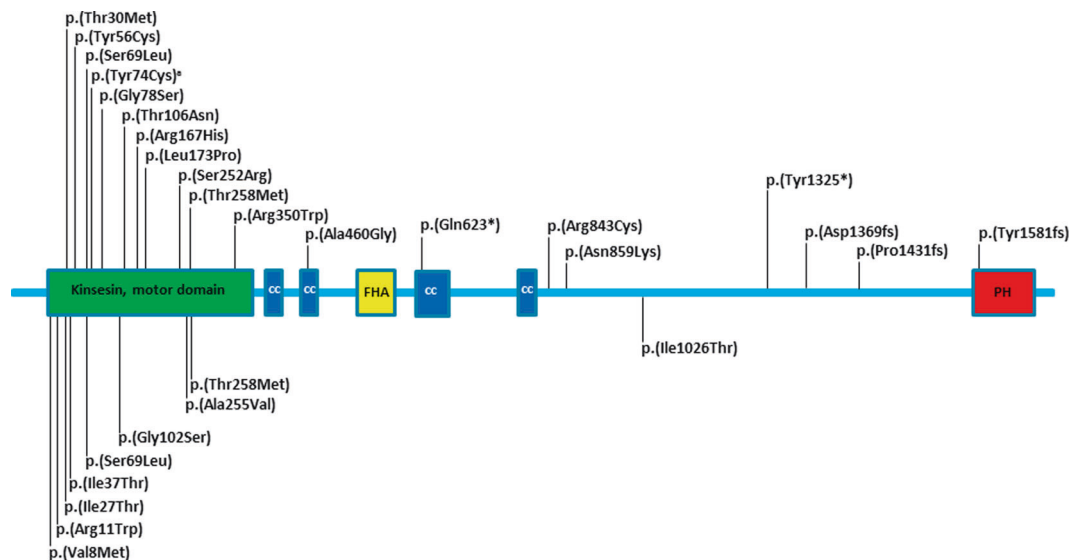 p.(Thr30Met)
p.(Tyr56Cys)
p.(Ser69Leu)
p.(Tyr74Cys)ᵃ
p.(Gly78Ser)
p.(Thr106Asn)
p.(Arg167His)
p.(Leu173Pro)
p.(Ser252Arg)
p.(Thr258Met)
p.(Arg350Trp)
p.(Ala460Gly)
p.(Gln623*)
p.(Arg843Cys)
p.(Asn859Lys)
p.(Tyr1325*)
p.(Asp1369fs)
p.(Pro1431fs)
p.(Tyr1581fs)
Kinsesin, motor domain
CC
CC
FHA
CC
CC
PH
p.(Ile1026Thr)
p.(Thr258Met)
p.(Ala255Val)
p.(Gly102Ser)
p.(Ser69Leu)
p.(Ile37Thr)
p.(Ile27Thr)
p.(Arg11Trp)
p.(Val8Met)